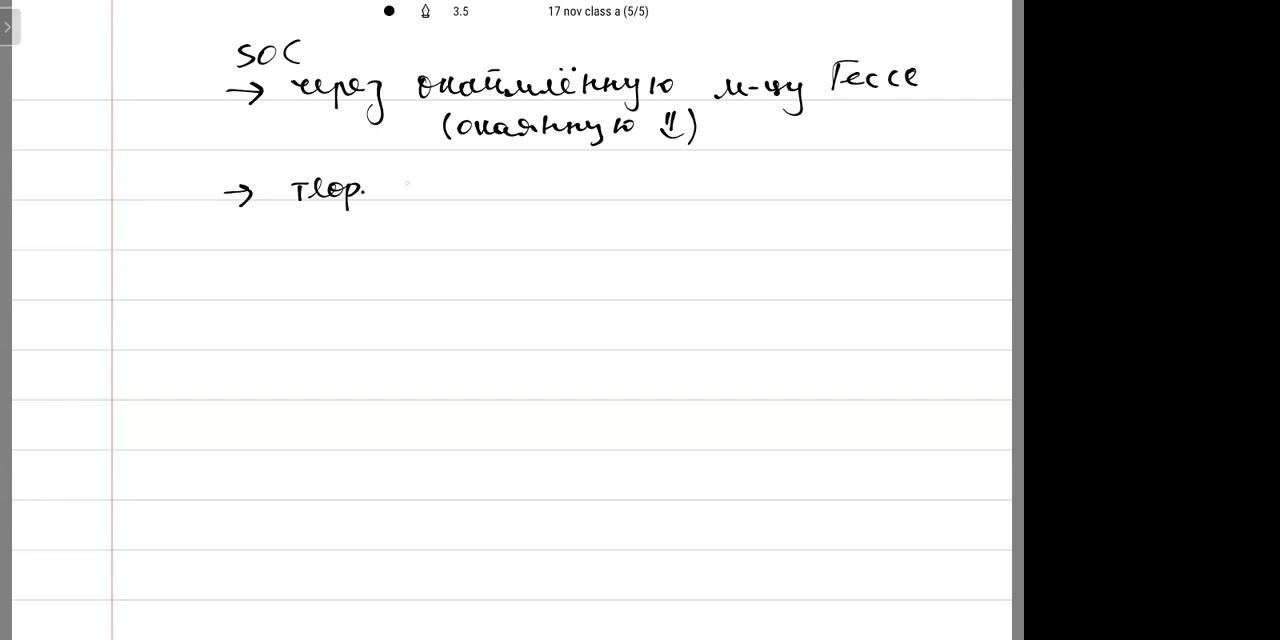 3.5 17 nov class a (5/5)
SOC
→ через окаймлённую м-цу Гессе
(окаянную !!)
→ теор.